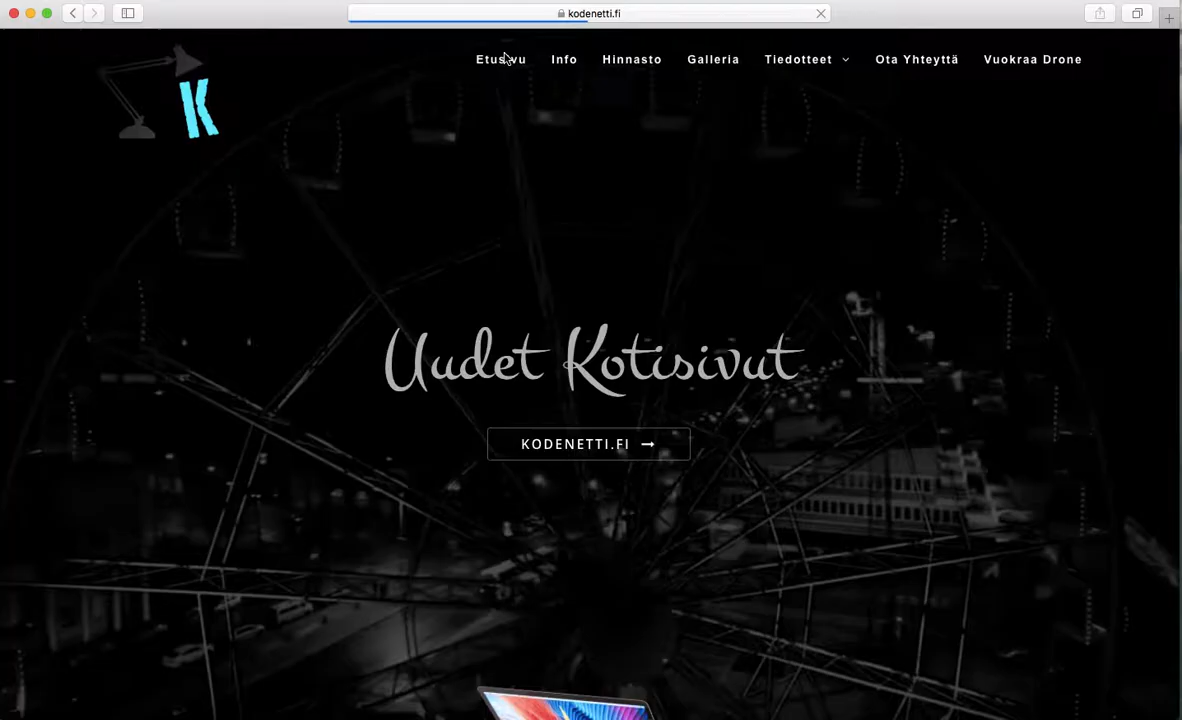 kodenetti.fi
Etusivu Info Hinnasto Galleria Tiedotteet Ota Yhteyttä Vuokraa Drone
K
Uudet Kotisivut
KODENETTI.FI →